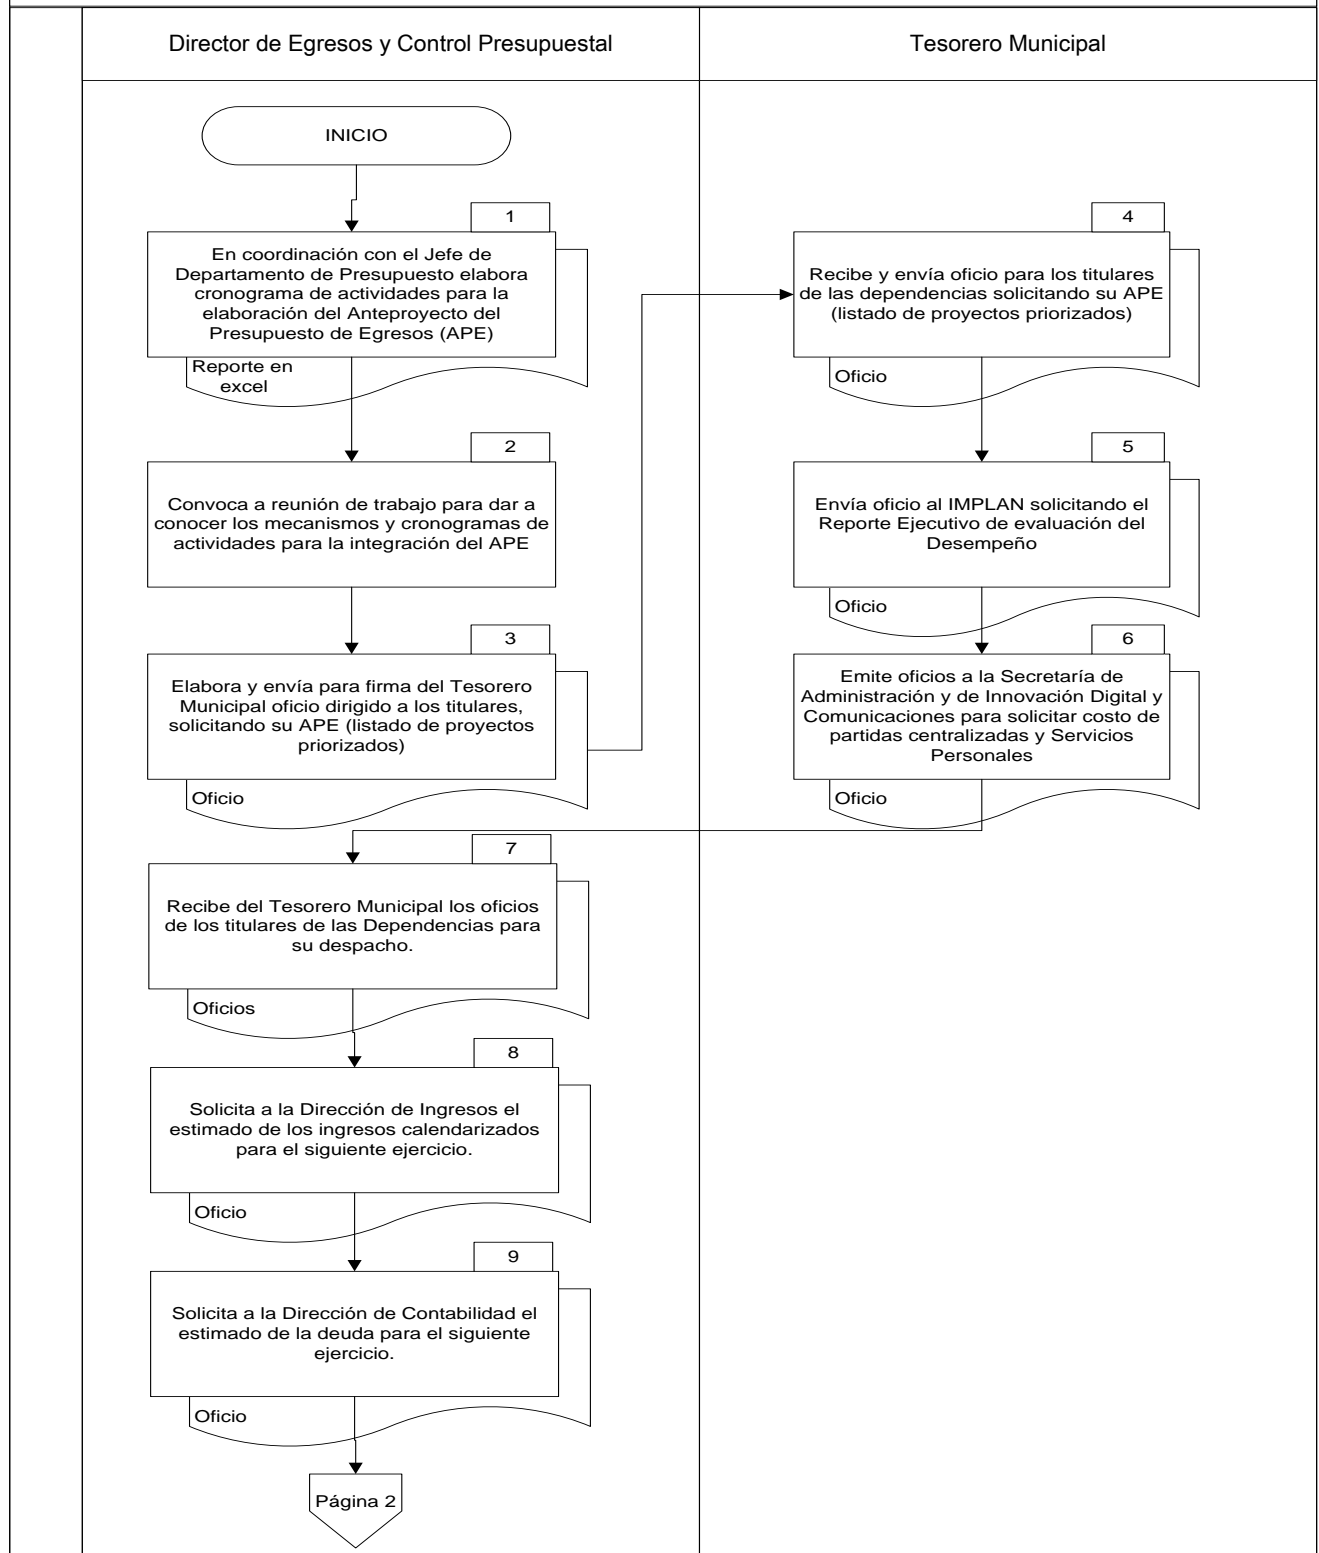 Director de Egresos y Control Presupuestal
Tesorero Municipal
INICIO
1
En coordinación con el Jefe de
Departamento de Presupuesto elabora
cronograma de actividades para la
elaboración del Anteproyecto del
Presupuesto de Egresos (APE)
Reporte en
excel
2
Convoca a reunión de trabajo para dar a
conocer los mecanismos y cronogramas de
actividades para la integración del APE
3
Elabora y envía para firma del Tesorero
Municipal oficio dirigido a los titulares,
solicitando su APE (listado de proyectos
priorizados)
Oficio
4
Recibe y envía oficio para los titulares
de las dependencias solicitando su APE
(listado de proyectos priorizados)
Oficio
5
Envía oficio al IMPLAN solicitando el
Reporte Ejecutivo de evaluación del
Desempeño
Oficio
6
Emite oficios a la Secretaría de
Administración y de Innovación Digital y
Comunicaciones para solicitar costo de
partidas centralizadas y Servicios
Personales
Oficio
7
Recibe del Tesorero Municipal los oficios
de los titulares de las Dependencias para
su despacho.
Oficios
8
Solicita a la Dirección de Ingresos el
estimado de los ingresos calendarizados
para el siguiente ejercicio.
Oficio
9
Solicita a la Dirección de Contabilidad el
estimado de la deuda para el siguiente
ejercicio.
Oficio
Página 2